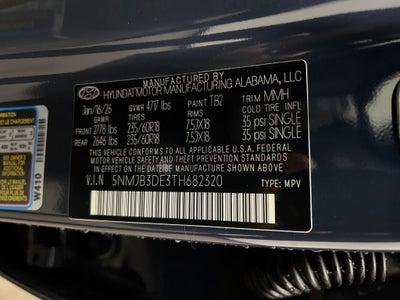 MANUFACTURED BY
HYUNDAI MOTOR MANUFACTURING ALABAMA, LLC
Jan/16/26 GVWR 4717 lbs PAINT TB2 TRIM MMH
GAWR TIRES RIMS COLD TIRE PRESSURE
FRONT 2778 lbs 235/60R18 7.5JX18 35 psi SINGLE
REAR 2646 lbs 235/60R18 7.5JX18 35 psi SINGLE
THIS VEHICLE CONFORMS TO ALL APPLICABLE U.S.A. FEDERAL
MOTOR VEHICLE SAFETY AND THEFT PREVENTION STANDARDS
IN EFFECT ON THE DATE OF MANUFACTURE SHOWN ABOVE.
V.I.N 5NMJB3DE3TH682320 TYPE: MPV
W410